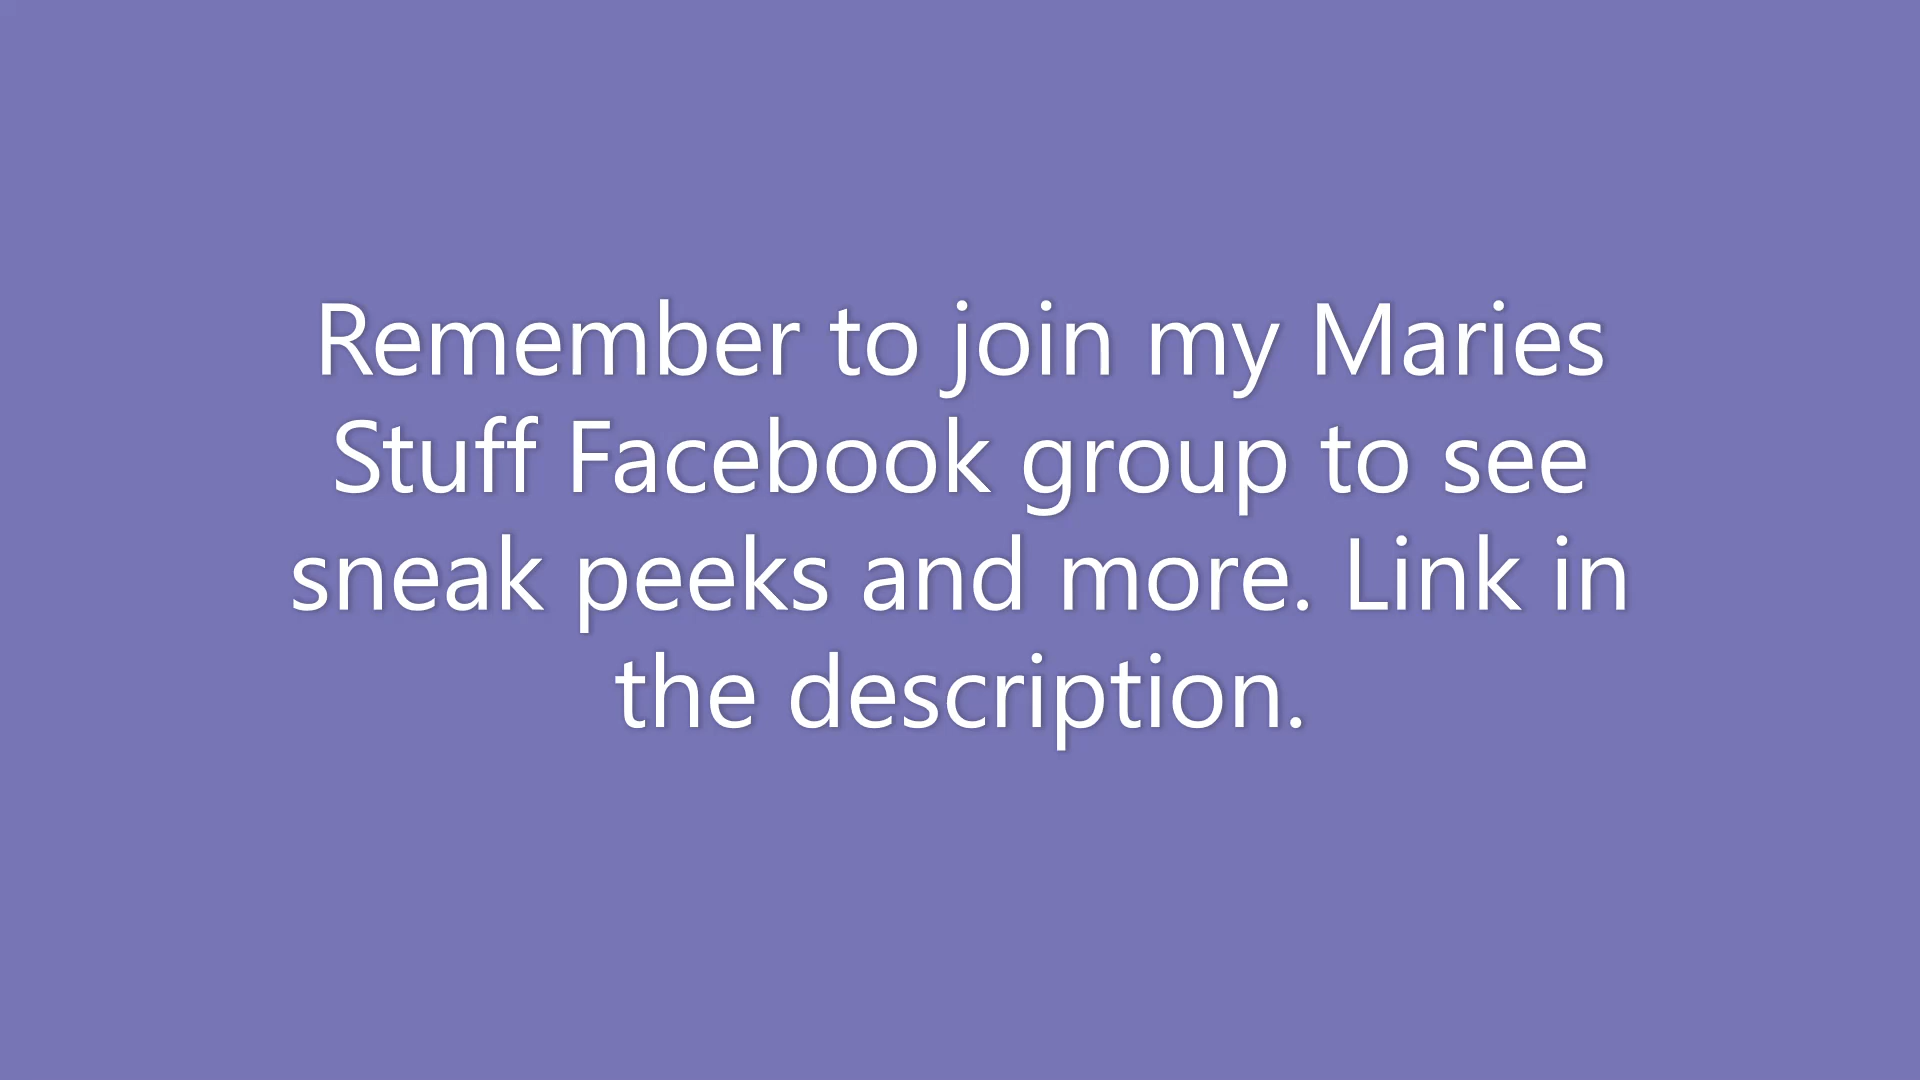 Remember to join my Maries
Stuff Facebook group to see
sneak peeks and more. Link in
the description.